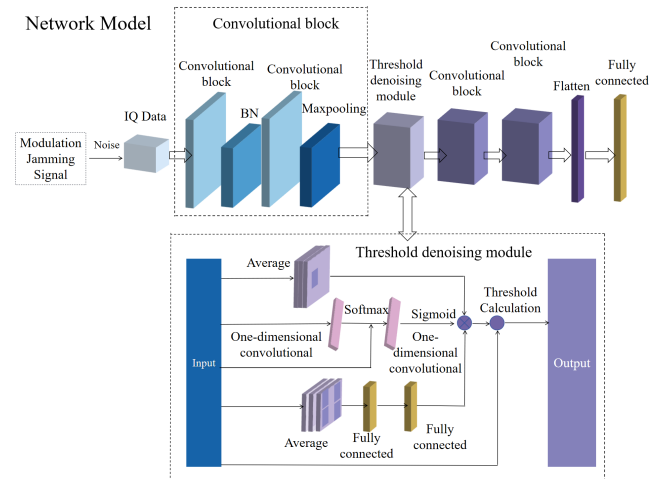 Network Model
Convolutional block
Convolutional
block
BN
Convolutional
block
Maxpooling
IQ Data
Modulation
Jamming
Signal
Noise
Threshold
denoising
module
Convolutional
block
Convolutional
block
Flatten
Fully
connected
Threshold denoising module
Input
Average
One-dimensional
convolutional
Softmax
Sigmoid
One-
dimensional
convolutional
Threshold
Calculation
Output
Average
Fully
connected
Fully
connected